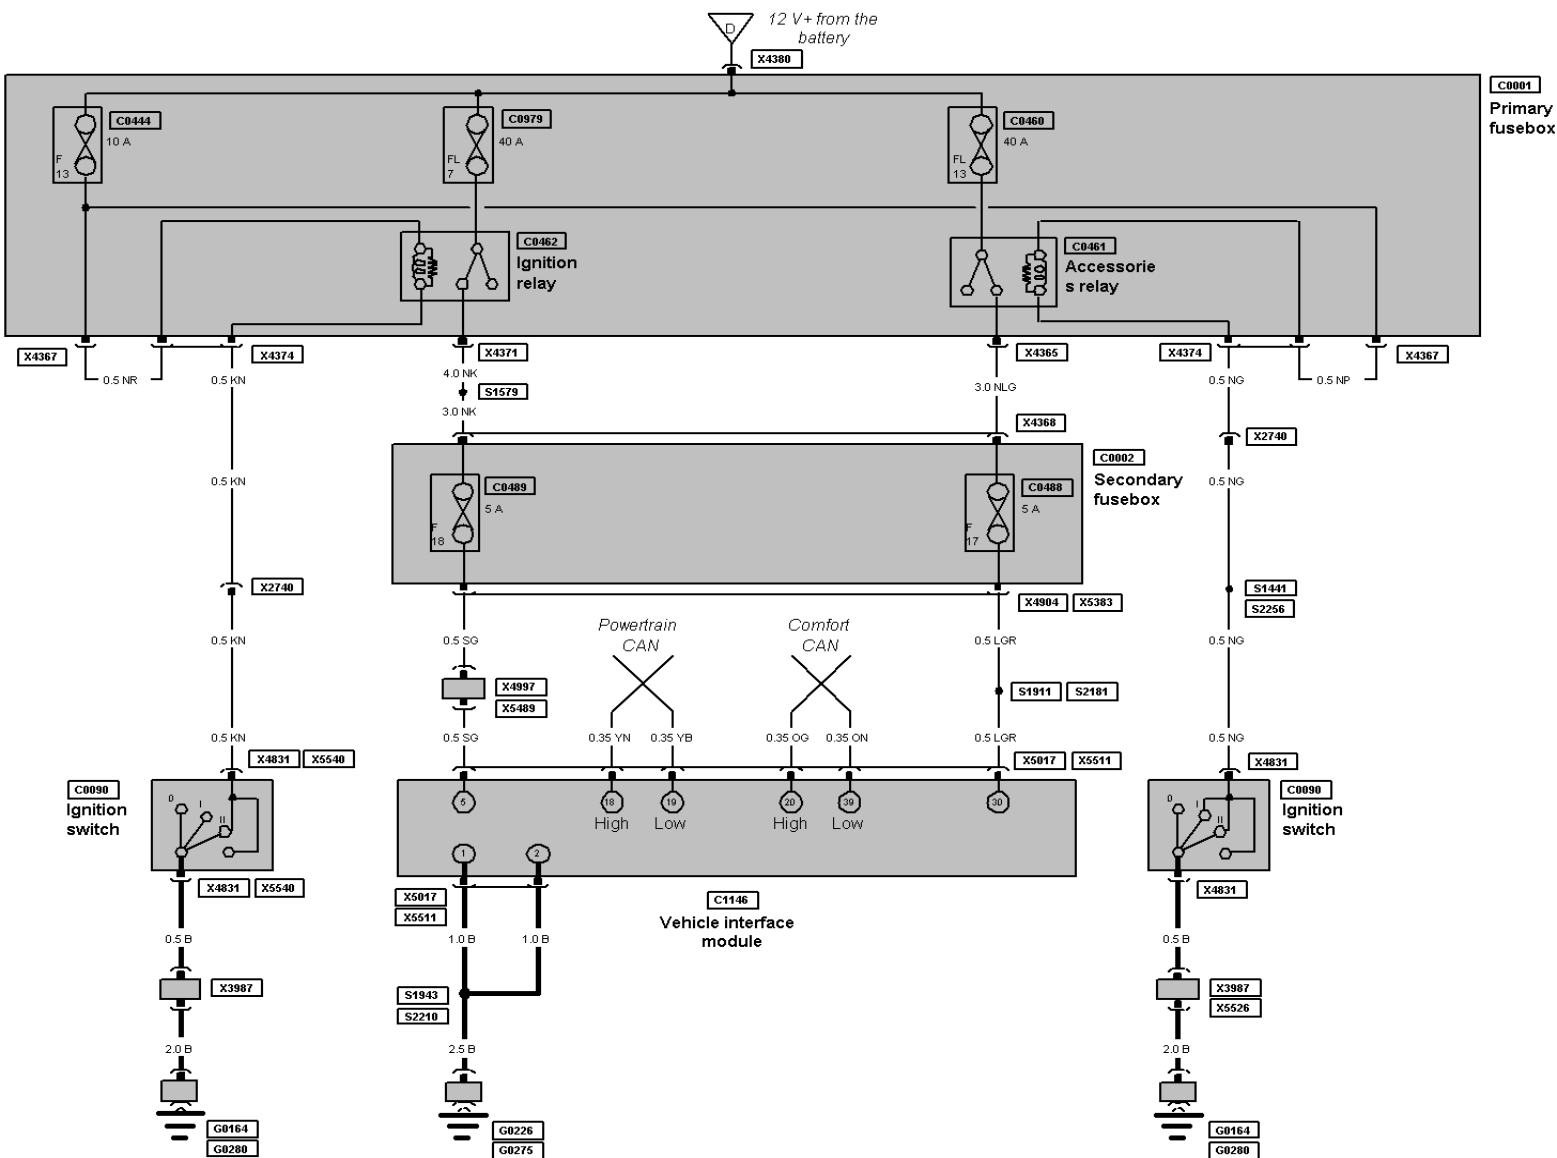 D
12 V+ from the
battery
X4380
C0001
Primary
fusebox
C0444
10 A
F
13
C0979
40 A
FL
7
C0460
40 A
FL
13
C0462
Ignition
relay
C0461
Accessorie
s relay
X4367
X4374
X4371
X4365
X4374
X4367
0.5 NR
0.5 KN
4.0 NK
S1579
3.0 NK
3.0 NLG
0.5 NG
0.5 NP
X4368
X2740
C0002
Secondary
fusebox
0.5 KN
C0489
5 A
F
18
C0488
5 A
F
17
0.5 NG
X2740
X4904
X5383
S1441
S2256
0.5 KN
0.5 SG
Powertrain
CAN
Comfort
CAN
0.5 LGR
0.5 NG
X4997
X5489
S1911
S2181
0.5 KN
0.5 SG
0.35 YN
0.35 YB
0.35 OG
0.35 ON
0.5 LGR
0.5 NG
X4831
X5540
X5017
X5511
X4831
C0090
Ignition
switch
0
I
II
5
18
High
19
Low
20
High
39
Low
30
1
2
0
I
II
C0090
Ignition
switch
X4831
X5540
X5017
X5511
C1146
Vehicle interface
module
X4831
0.5 B
1.0 B
1.0 B
0.5 B
X3987
S1943
S2210
X3987
X5526
2.0 B
2.5 B
2.0 B
G0164
G0280
G0226
G0275
G0164
G0280